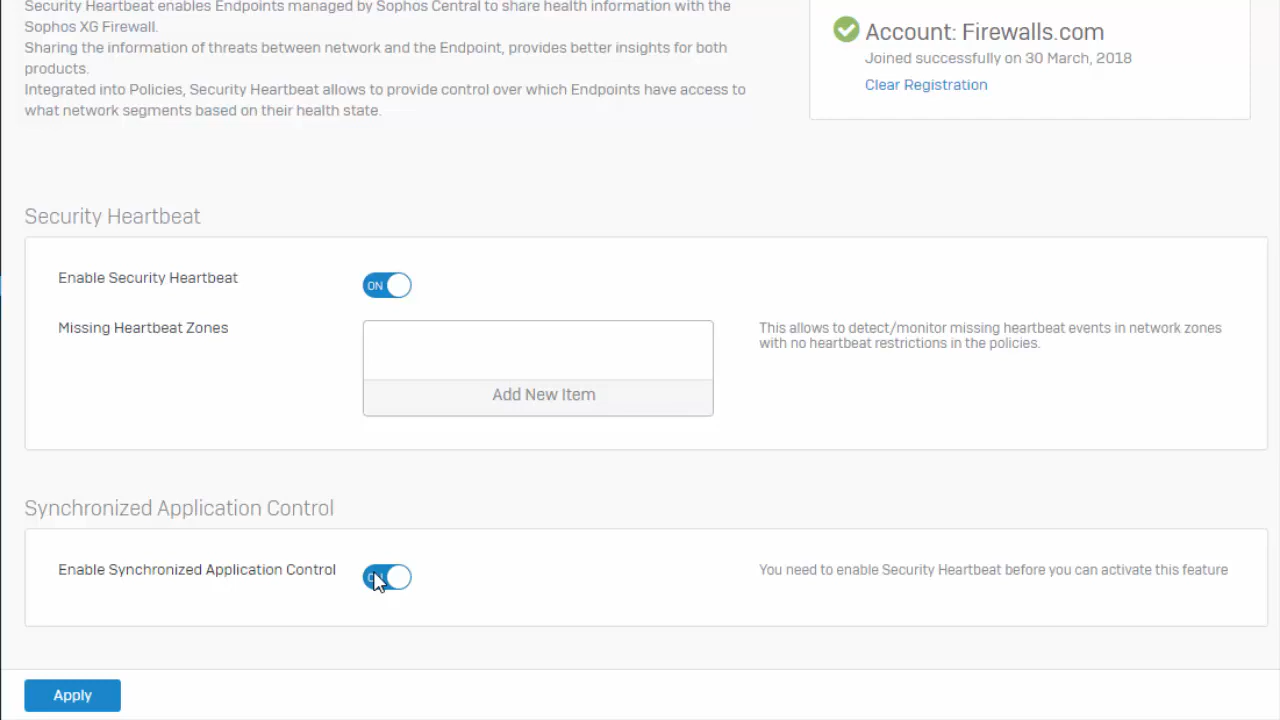 Security Heartbeat enables Endpoints managed by Sophos Central to share health information with the
Sophos XG Firewall.
Sharing the information of threats between network and the Endpoint, provides better insights for both
products.
Integrated into Policies, Security Heartbeat allows to provide control over which Endpoints have access to
what network segments based on their health state.
Account: Firewalls.com
Joined successfully on 30 March, 2018
Clear Registration
Security Heartbeat
Enable Security Heartbeat
ON
Missing Heartbeat Zones
Add New Item
This allows to detect/monitor missing heartbeat events in network zones
with no heartbeat restrictions in the policies.
Synchronized Application Control
Enable Synchronized Application Control
You need to enable Security Heartbeat before you can activate this feature
Apply